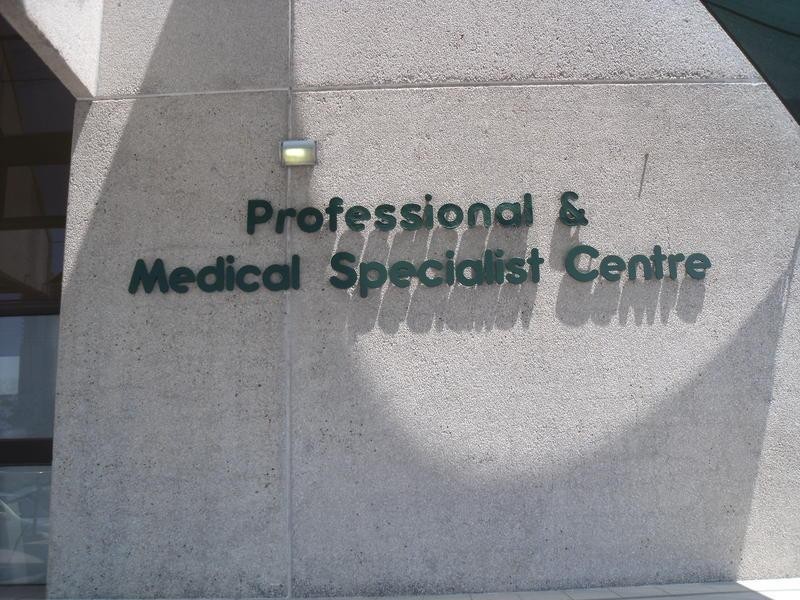 Professional &
Medical Specialist Centre